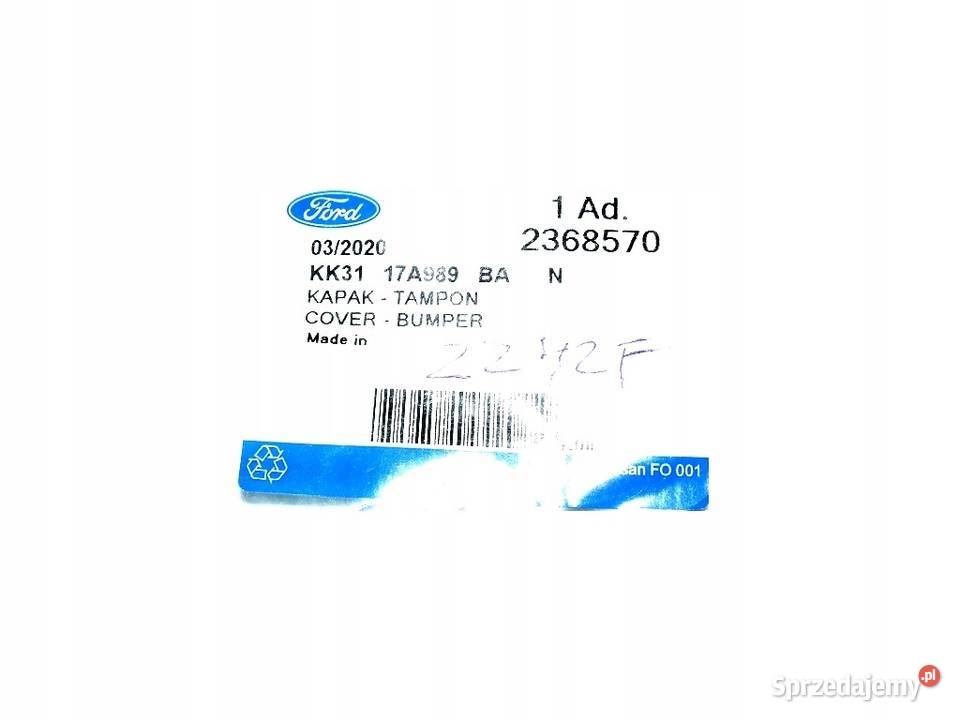 Ford
1 Ad.
03/2020
2368570
KK31 17A989 BA N
KAPAK - TAMPON
COVER - BUMPER
Made in
2242F
FO 001
Sprzedajemy.pl